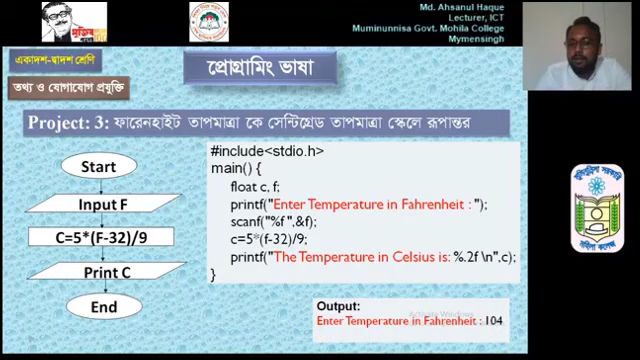 Md. Ahsanul Haque
Lecturer, ICT
Muminunnisa Govt. Mohila College
Mymensingh
একাদশ-দ্বাদশ শ্রেণি
প্রোগ্রামিং ভাষা
তথ্য ও যোগাযোগ প্রযুক্তি
Project: 3: ফারেনহাইট তাপমাত্রা কে সেন্টিগ্রেড তাপমাত্রা স্কেলে রূপান্তর
Start
Input F
C=5*(F-32)/9
Print C
End
#include<stdio.h>
main() {
float c, f;
printf("Enter Temperature in Fahrenheit : ");
scanf("%f ",&f);
c=5*(f-32)/9;
printf("The Temperature in Celsius is: %.2f \n",c);
}
Activate Windows
Output:
Enter Temperature in Fahrenheit : 104